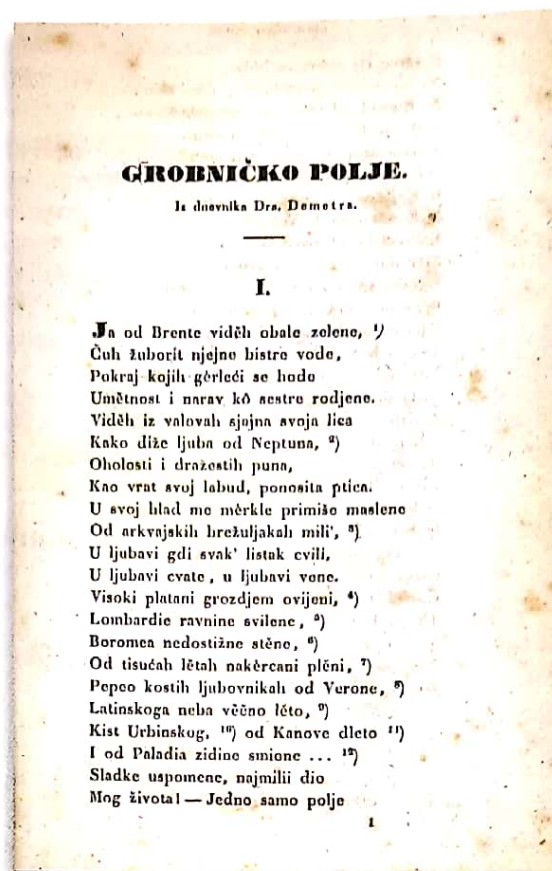 GROBNIČKO POLJE.
Iz dnevnika Dra. Demetra.
I.
Ja od Brente viděh obale zelene, ¹)
Čuh žuborit njejne bistre vode,
Pokraj kojih gèrleći se hode
Umětnost i narav kô sestre rodjene.
Viděh iz valovah sjajna svoja lica
Kako diže ljuba od Neptuna, ²)
Oholosti i dražestih puna,
Kao vrat svoj labud, ponosita ptica.
U svoj hlad me mèrkle primiše masline
Od arkvajskih brežuljakah mili', ³)
U ljubavi gdi svak' listak cvili,
U ljubavi cvate, u ljubavi vene.
Visoki platani grozdjem ovijeni, ⁴)
Lombardie ravnine svilene, ⁵)
Boromea nedostižne stěne, ⁶)
Od tisućah lětah nakèrcani plěni, ⁷)
Pepeo kostih ljubovnikah od Verone, ⁸)
Latinskoga neba věčno lěto, ⁹)
Kist Urbinskog, ¹⁰) od Kanove dleto ¹¹)
I od Paladia zidine smione ... ¹²)
Sladke uspomene, najmilii dio
Mog života! — Jedno samo polje
1